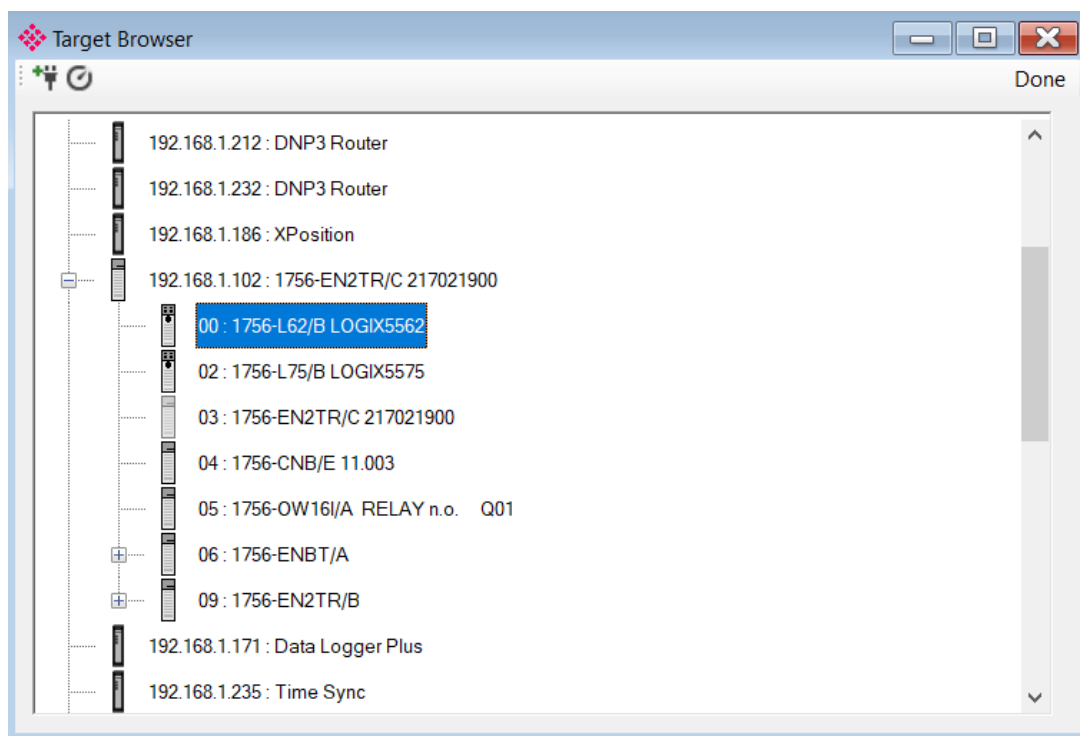 Target Browser
Done
192.168.1.212 : DNP3 Router
192.168.1.232 : DNP3 Router
192.168.1.186 : XPosition
192.168.1.102 : 1756-EN2TR/C 217021900
00 : 1756-L62/B LOGIX5562
02 : 1756-L75/B LOGIX5575
03 : 1756-EN2TR/C 217021900
04 : 1756-CNB/E 11.003
05 : 1756-OW16I/A  RELAY n.o.    Q01
06 : 1756-ENBT/A
09 : 1756-EN2TR/B
192.168.1.171 : Data Logger Plus
192.168.1.235 : Time Sync